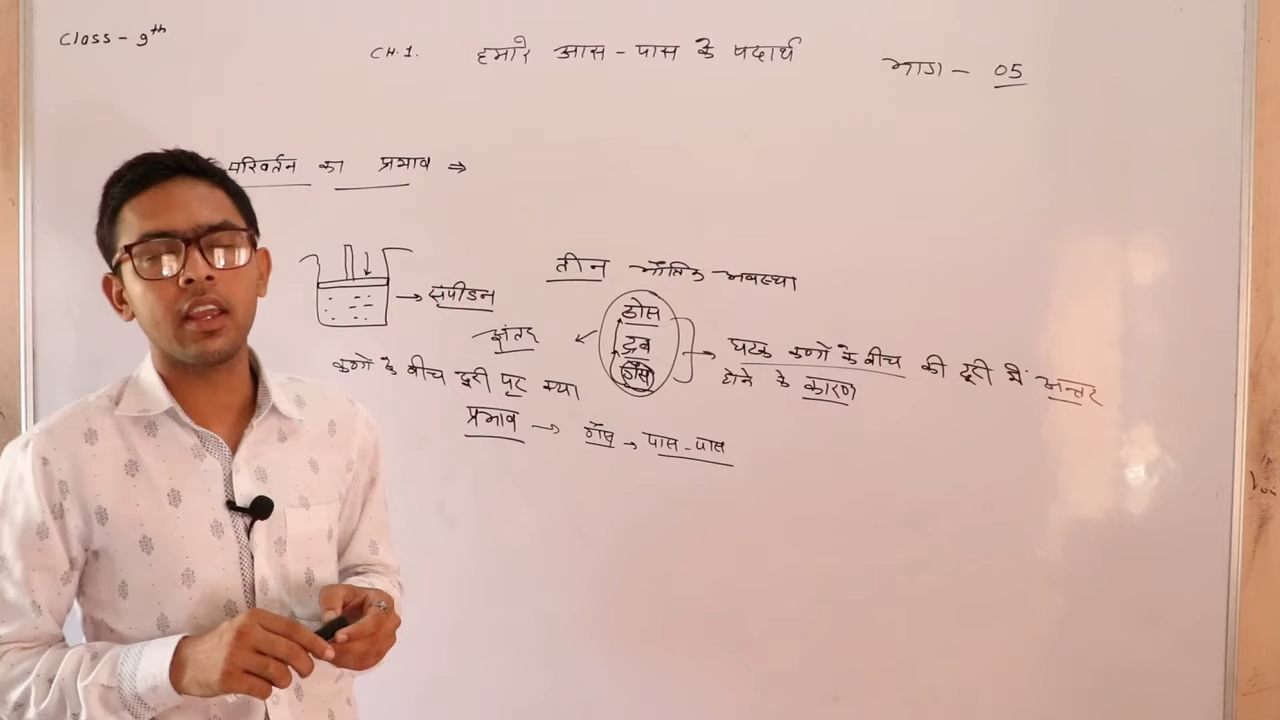 Class - 9th
CH.1. हमारे आस - पास के पदार्थ
भाग - 05
परिवर्तन का प्रभाव ⇒
तीन भौतिक अवस्था
→ संपीडन
ठोस
अंतर ←
द्रव
गैस
→ घटक कणों के बीच की दूरी में अन्तर
होने के कारण
कणों के बीच दूरी पर क्या
प्रभाव → गैस → पास - पास